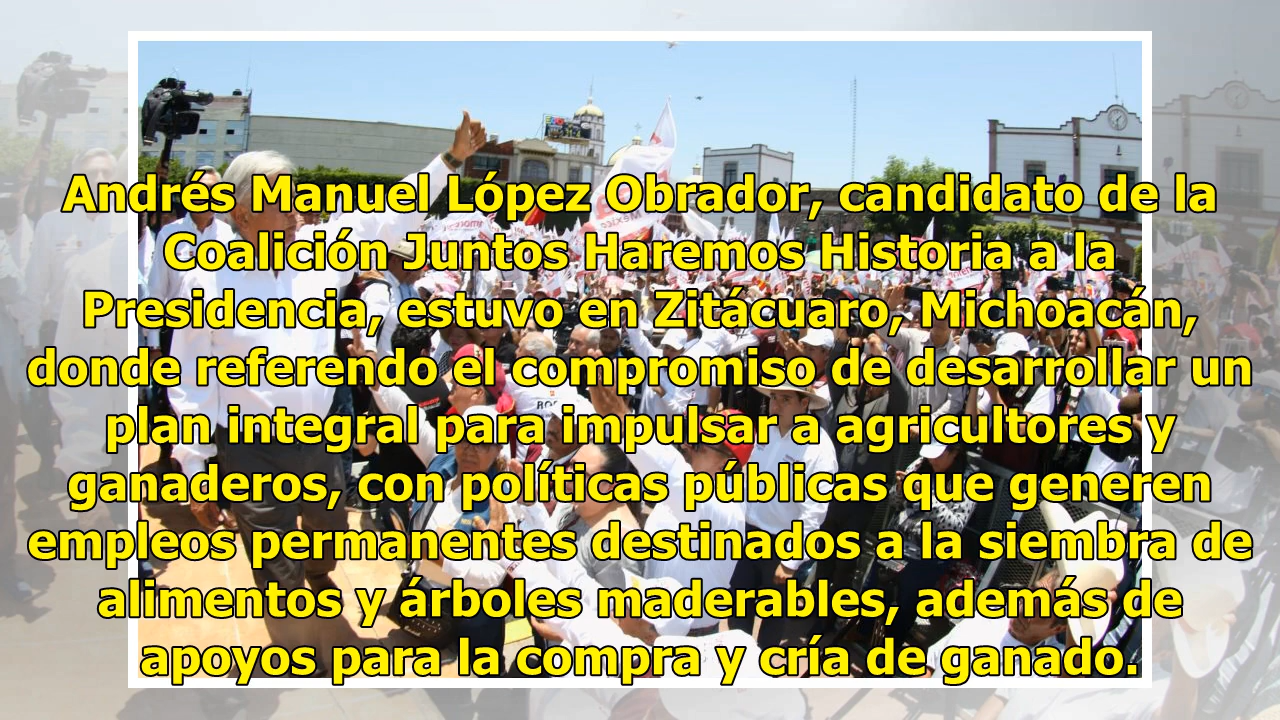 Andrés Manuel López Obrador, candidato de la
Coalición Juntos Haremos Historia a la
Presidencia, estuvo en Zitácuaro, Michoacán,
donde referendo el compromiso de desarrollar un
plan integral para impulsar a agricultores y
ganaderos, con políticas públicas que generen
empleos permanentes destinados a la siembra de
alimentos y árboles maderables, además de
apoyos para la compra y cría de ganado.